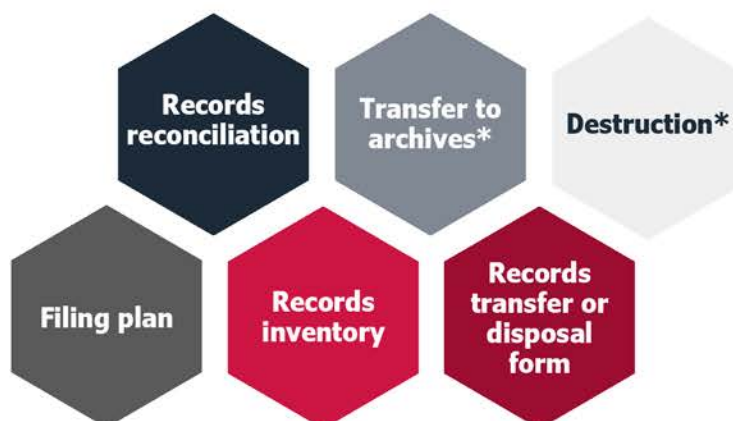 Records
reconciliation
Transfer to
archives*
Destruction*
Filing plan
Records
inventory
Records
transfer or
disposal
form